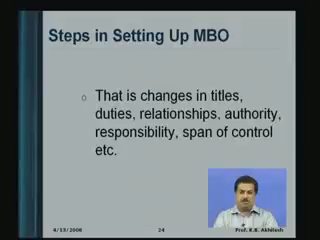 Steps in Setting Up MBO
o That is changes in titles,
duties, relationships, authority,
responsibility, span of control
etc.
4/13/2008 24 Prof. K.B. Akhilesh